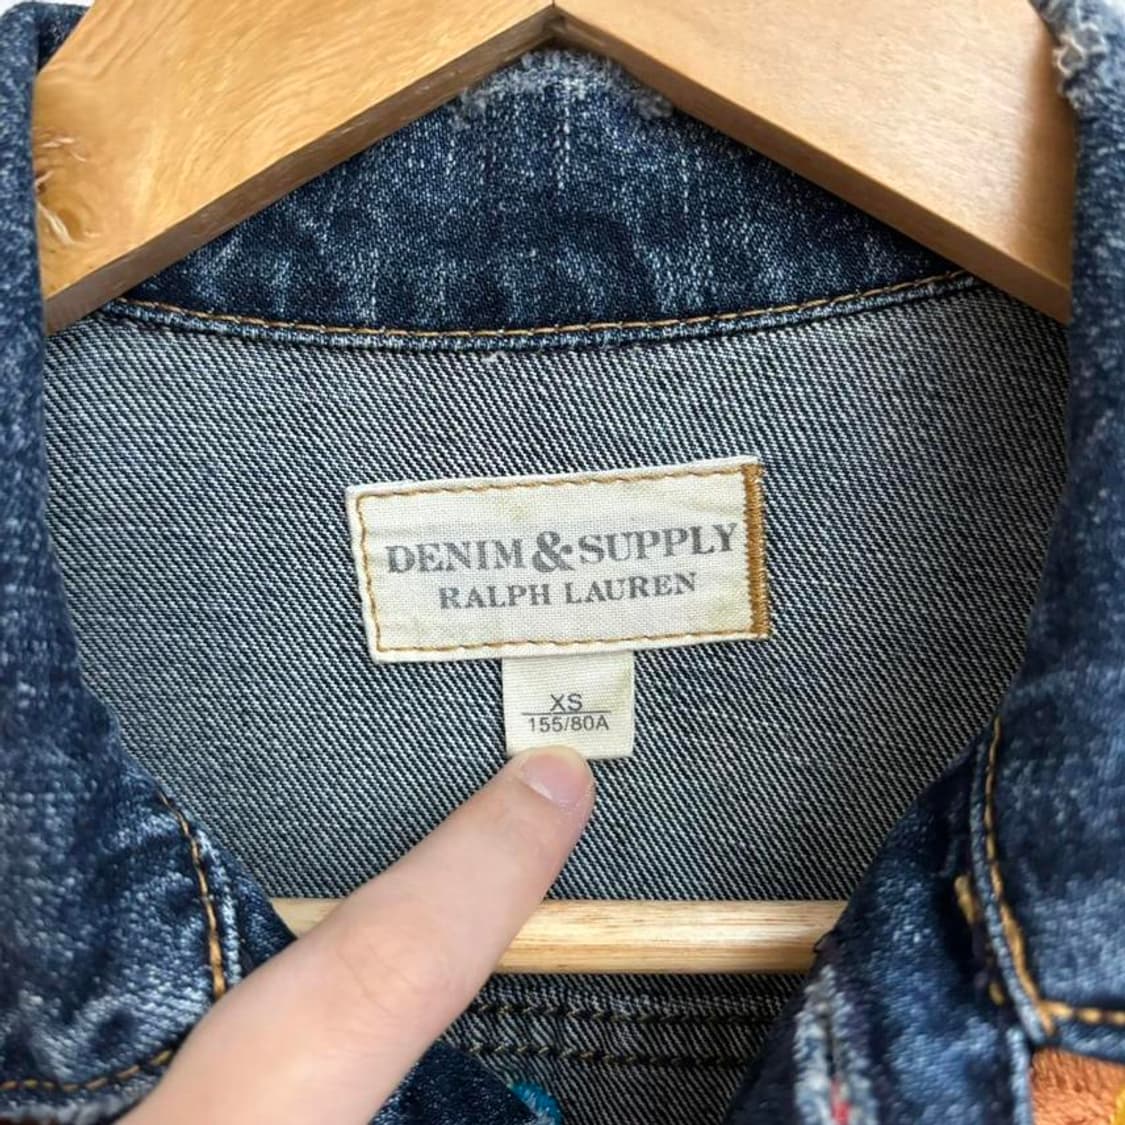 DENIM & SUPPLY
RALPH LAUREN
XS
155/80A